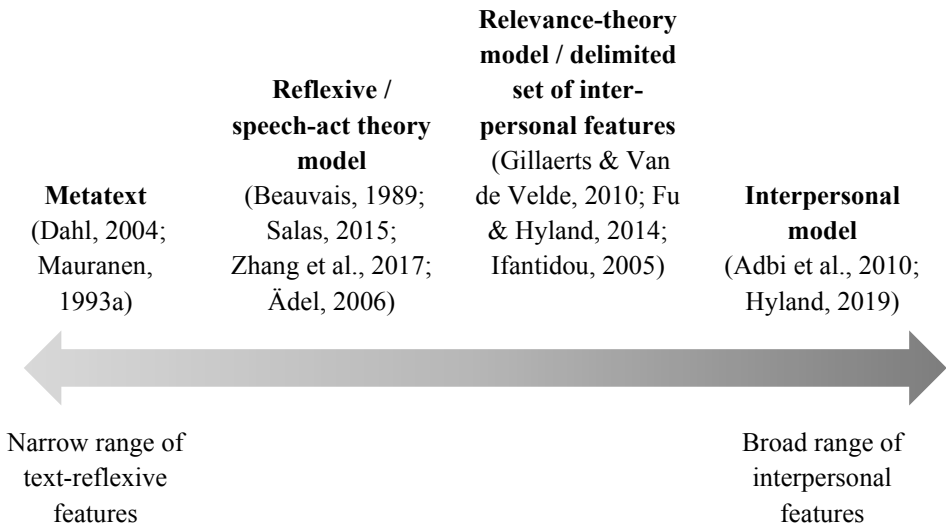 Metatext
(Dahl, 2004;
Mauranen,
1993a)
Reflexive /
speech-act theory
model
(Beauvais, 1989;
Salas, 2015;
Zhang et al., 2017;
Ädel, 2006)
Relevance-theory
model / delimited
set of inter-
personal features
(Gillaerts & Van
de Velde, 2010; Fu
& Hyland, 2014;
Ifantidou, 2005)
Interpersonal
model
(Adbi et al., 2010;
Hyland, 2019)
Narrow range of
text-reflexive
features
Broad range of
interpersonal
features